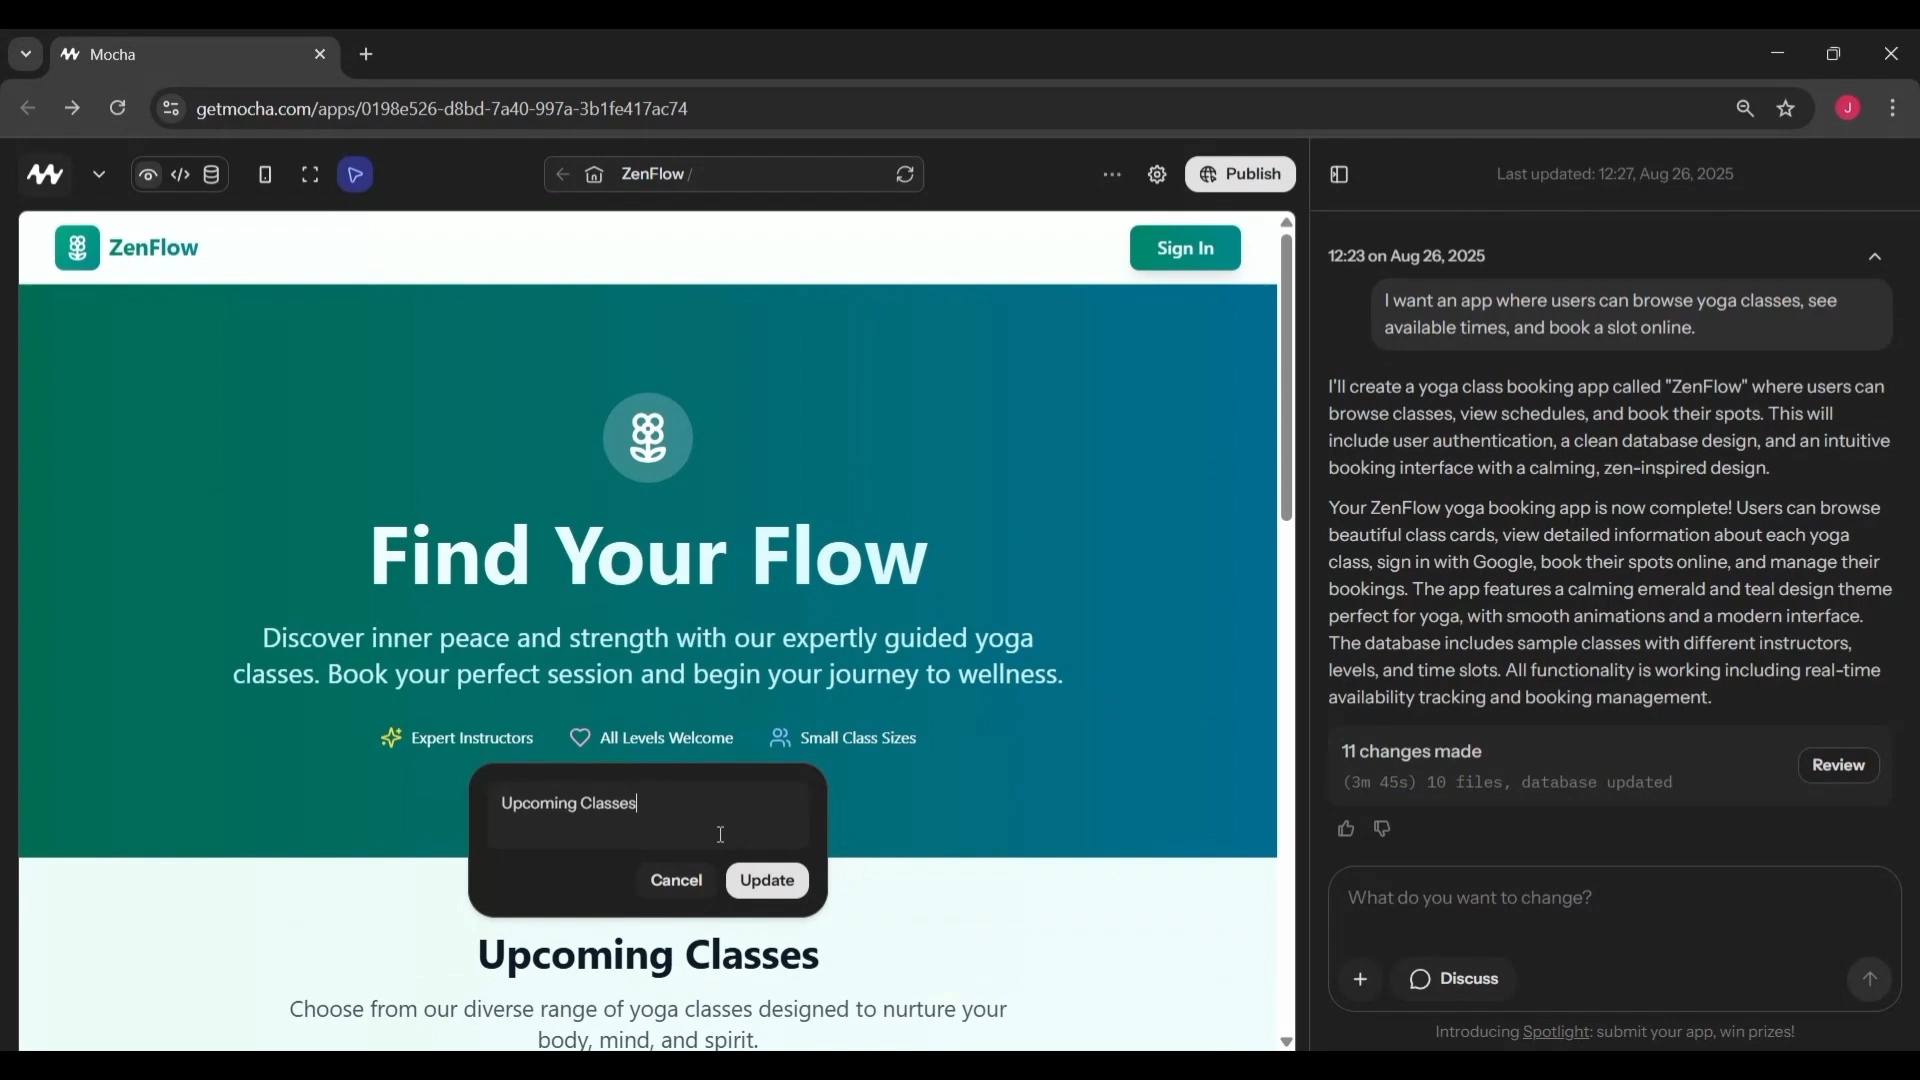 Mocha
getmocha.com/apps/0198e526-d8bd-7a40-997a-3b1fe417ac74
J
ZenFlow /
Publish
Last updated: 12:27, Aug 26, 2025
ZenFlow
Sign In
Find Your Flow
Discover inner peace and strength with our expertly guided yoga
classes. Book your perfect session and begin your journey to wellness.
Expert Instructors
All Levels Welcome
Small Class Sizes
Upcoming Classes
Cancel
Update
Upcoming Classes
Choose from our diverse range of yoga classes designed to nurture your
body, mind, and spirit.
12:23 on Aug 26, 2025
I want an app where users can browse yoga classes, see
available times, and book a slot online.
I'll create a yoga class booking app called "ZenFlow" where users can
browse classes, view schedules, and book their spots. This will
include user authentication, a clean database design, and an intuitive
booking interface with a calming, zen-inspired design.
Your ZenFlow yoga booking app is now complete! Users can browse
beautiful class cards, view detailed information about each yoga
class, sign in with Google, book their spots online, and manage their
bookings. The app features a calming emerald and teal design theme
perfect for yoga, with smooth animations and a modern interface.
The database includes sample classes with different instructors,
levels, and time slots. All functionality is working including real-time
availability tracking and booking management.
11 changes made
(3m 45s) 10 files, database updated
Review
What do you want to change?
Discuss
Introducing Spotlight: submit your app, win prizes!